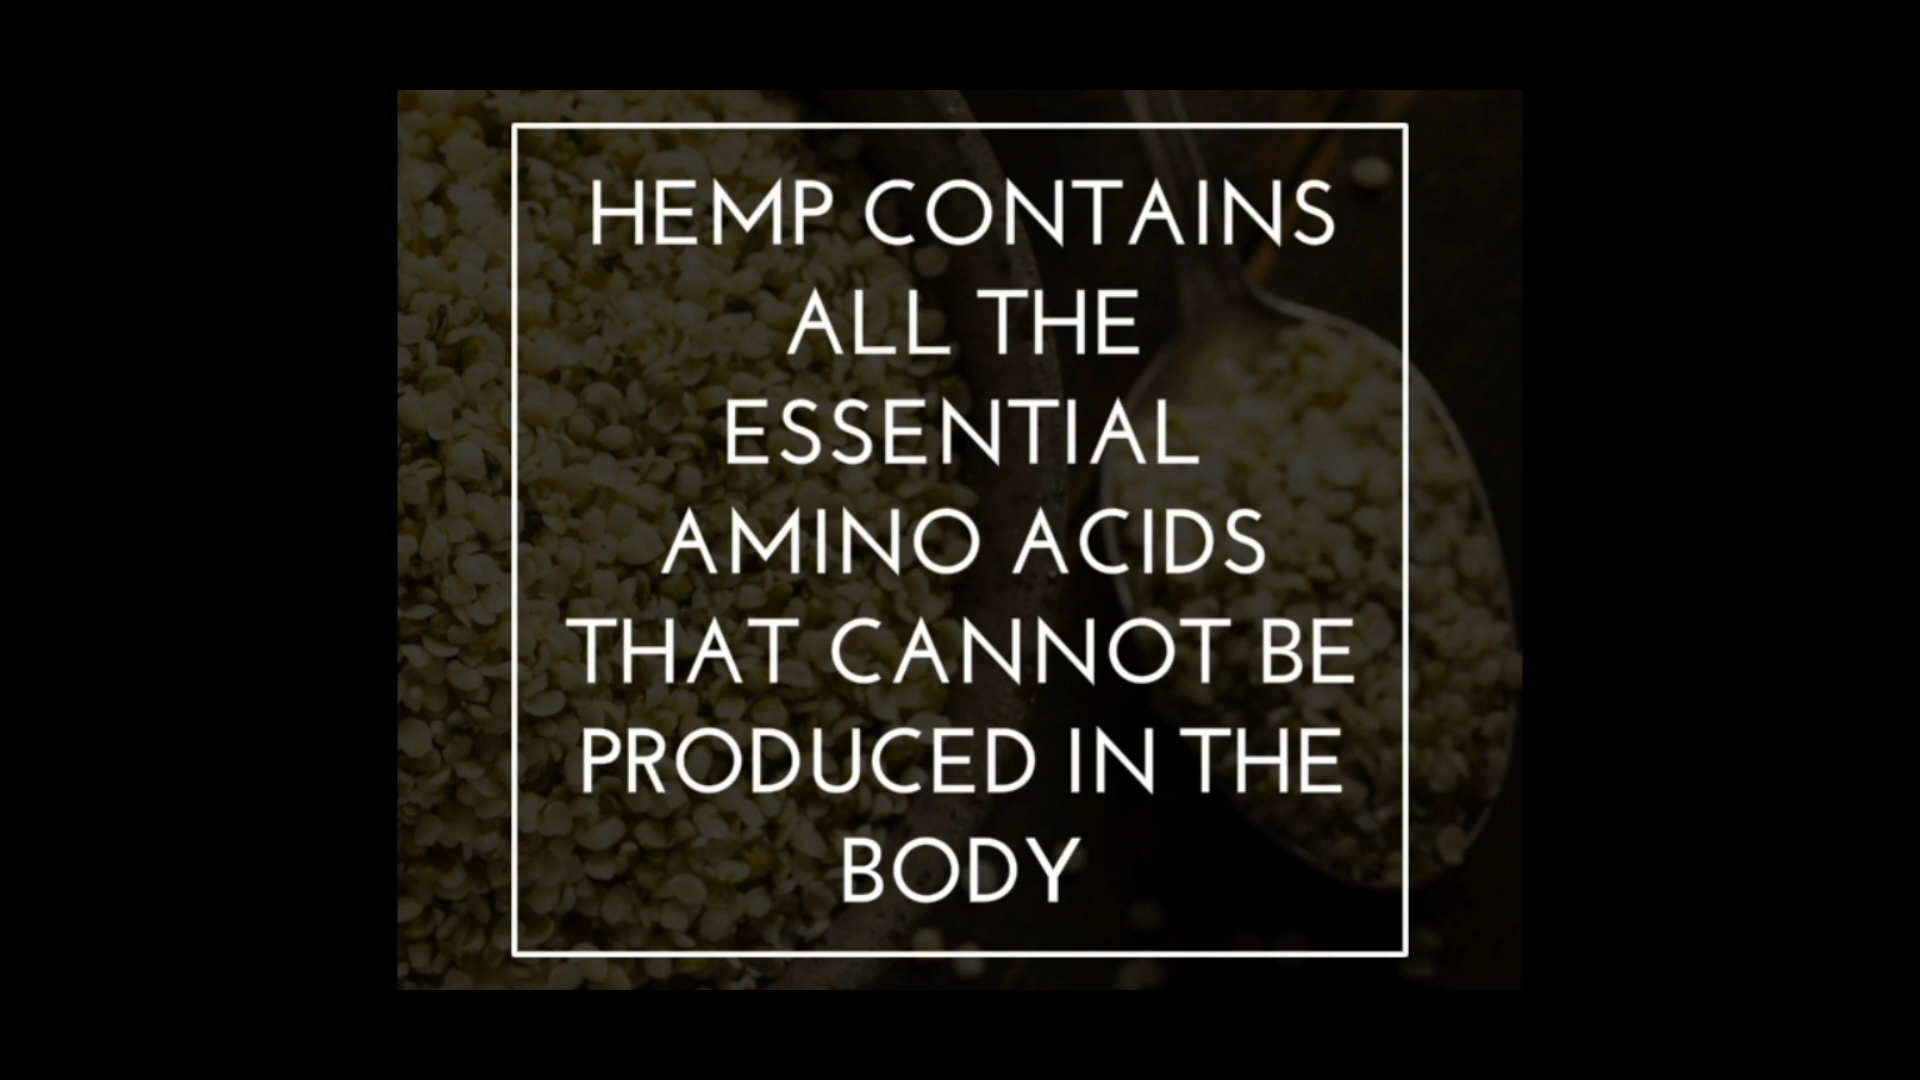 HEMP CONTAINS
ALL THE
ESSENTIAL
AMINO ACIDS
THAT CANNOT BE
PRODUCED IN THE
BODY